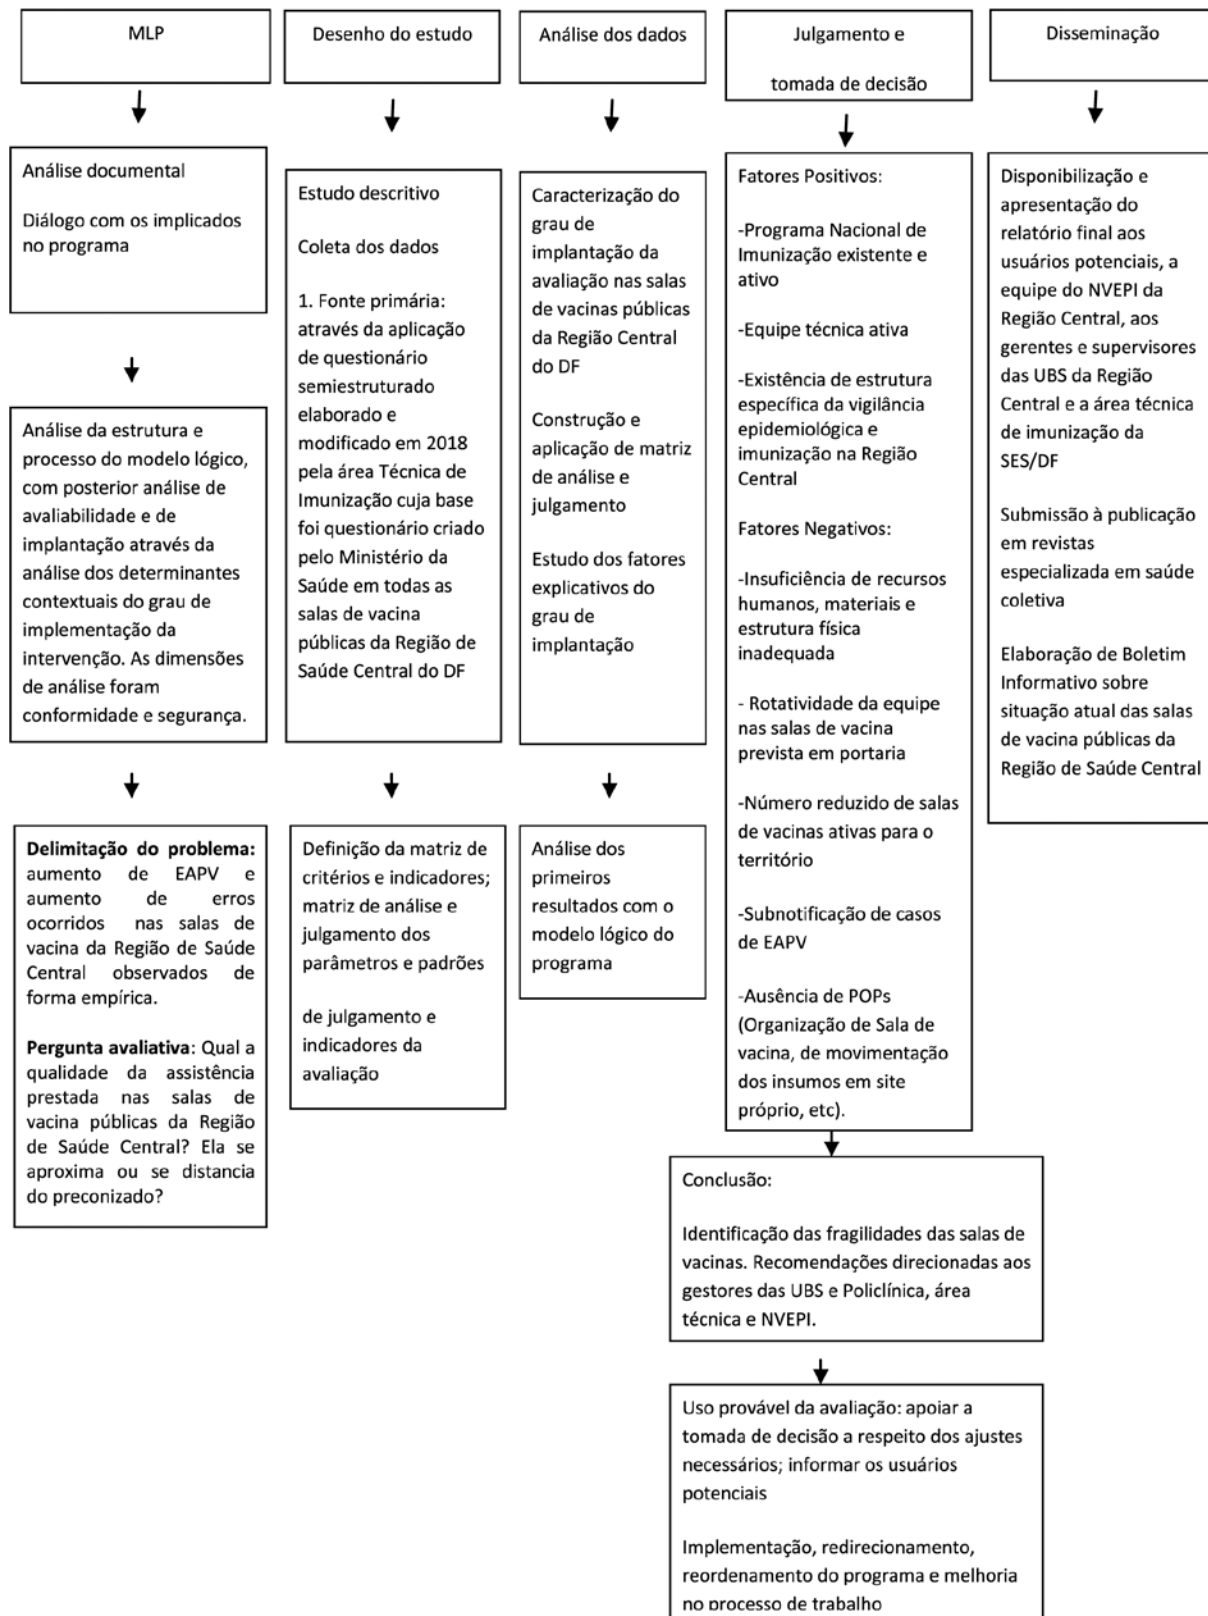 MLP
Análise documental
Diálogo com os implicados
no programa
Análise da estrutura e
processo do modelo lógico,
com posterior análise de
avaliabilidade e de
implantação através da
análise dos determinantes
contextuais do grau de
implementação da
intervenção. As dimensões
de análise foram
conformidade e segurança.
Delimitação do problema:
aumento de EAPV e
aumento de erros
ocorridos nas salas de
vacina da Região de Saúde
Central observados de
forma empírica.
Pergunta avaliativa: Qual a
qualidade da assistência
prestada nas salas de
vacina públicas da Região
de Saúde Central? Ela se
aproxima ou se distancia
do preconizado?
Desenho do estudo
Estudo descritivo
Coleta dos dados
1. Fonte primária:
através da aplicação
de questionário
semiestruturado
elaborado e
modificado em 2018
pela área Técnica de
Imunização cuja base
foi questionário criado
pelo Ministério da
Saúde em todas as
salas de vacina
públicas da Região de
Saúde Central do DF
Definição da matriz de
critérios e indicadores;
matriz de análise e
julgamento dos
parâmetros e padrões
de julgamento e
indicadores da
avaliação
Análise dos dados
Caracterização do
grau de
implantação da
avaliação nas salas
de vacinas públicas
da Região Central
do DF
Construção e
aplicação de matriz
de análise e
julgamento
Estudo dos fatores
explicativos do
grau de
implantação
Análise dos
primeiros
resultados com o
modelo lógico do
programa
Julgamento e
tomada de decisão
Fatores Positivos:
-Programa Nacional de
Imunização existente e
ativo
-Equipe técnica ativa
-Existência de estrutura
específica da vigilância
epidemiológica e
imunização na Região
Central
Fatores Negativos:
-Insuficiência de recursos
humanos, materiais e
estrutura física
inadequada
- Rotatividade da equipe
nas salas de vacina
prevista em portaria
-Número reduzido de salas
de vacinas ativas para o
território
-Subnotificação de casos
de EAPV
-Ausência de POPs
(Organização de Sala de
vacina, de movimentação
dos insumos em site
próprio, etc).
Conclusão:
Identificação das fragilidades das salas de
vacinas. Recomendações direcionadas aos
gestores das UBS e Policlínica, área
técnica e NVEPI.
Uso provável da avaliação: apoiar a
tomada de decisão a respeito dos ajustes
necessários; informar os usuários
potenciais
Implementação, redirecionamento,
reordenamento do programa e melhoria
no processo de trabalho
Disseminação
Disponibilização e
apresentação do
relatório final aos
usuários potenciais, a
equipe do NVEPI da
Região Central, aos
gerentes e supervisores
das UBS da Região
Central e a área técnica
de imunização da
SES/DF
Submissão à publicação
em revistas
especializada em saúde
coletiva
Elaboração de Boletim
Informativo sobre
situação atual das salas
de vacina públicas da
Região de Saúde Central